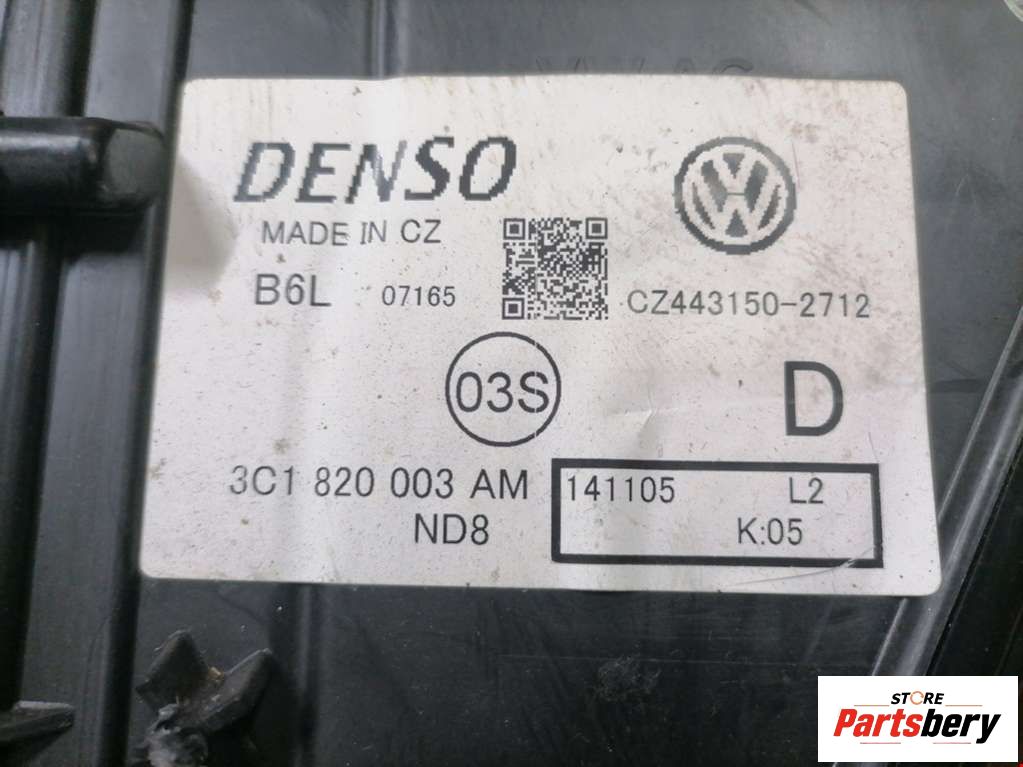 DENSO
MADE IN CZ
B6L 07165
CZ443150-2712
03S
D
3C1 820 003 AM
ND8
141105 L2
K:05
STORE
Partsbery